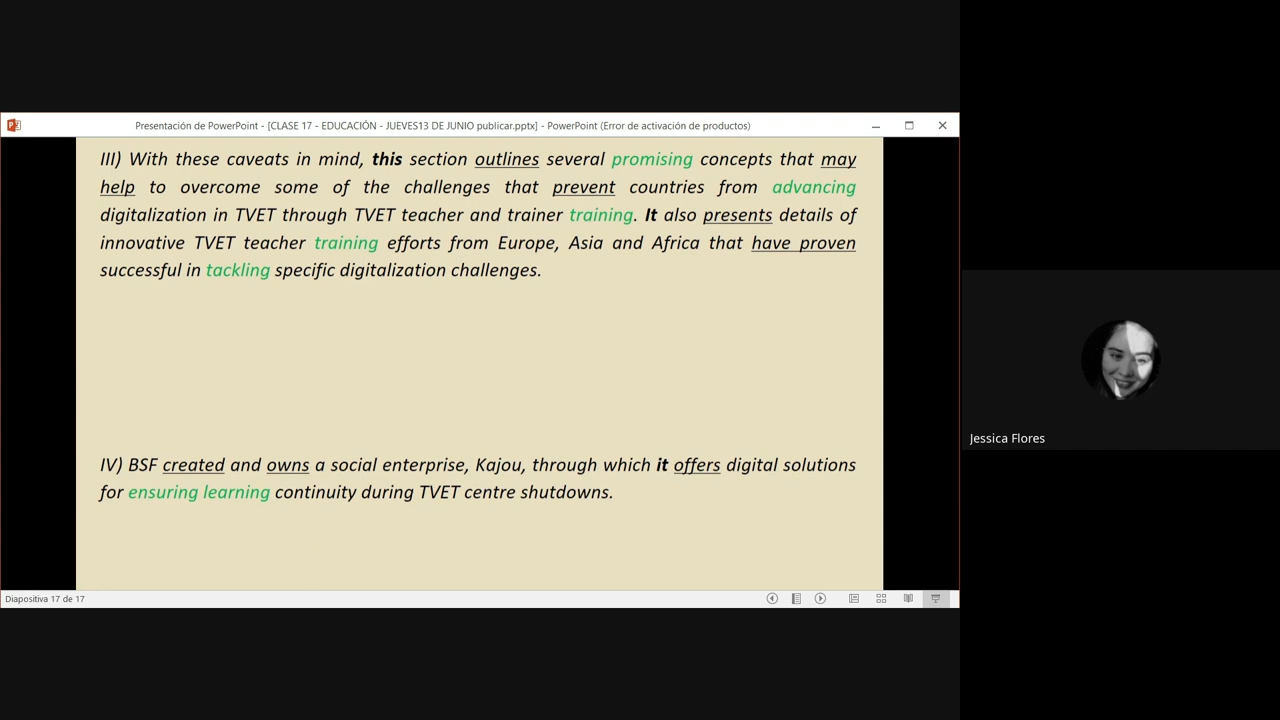 Presentación de PowerPoint - [CLASE 17 - EDUCACIÓN - JUEVES13 DE JUNIO publicar.pptx] - PowerPoint (Error de activación de productos)
III) With these caveats in mind, this section outlines several promising concepts that may
help to overcome some of the challenges that prevent countries from advancing
digitalization in TVET through TVET teacher and trainer training. It also presents details of
innovative TVET teacher training efforts from Europe, Asia and Africa that have proven
successful in tackling specific digitalization challenges.
IV) BSF created and owns a social enterprise, Kajou, through which it offers digital solutions
for ensuring learning continuity during TVET centre shutdowns.
Jessica Flores
Diapositiva 17 de 17